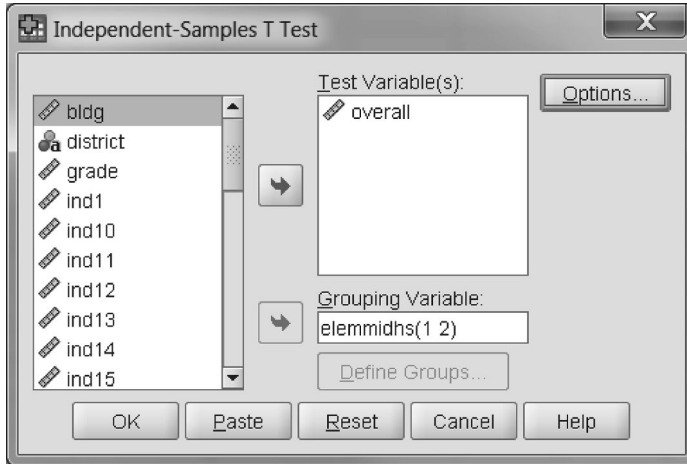 Independent-Samples T Test
X
bldg
a district
grade
ind1
ind10
ind11
ind12
ind13
ind14
ind15
Test Variable(s):
overall
Options...
Grouping Variable:
elemmidhs(1 2)
Define Groups...
OK
Paste
Reset
Cancel
Help